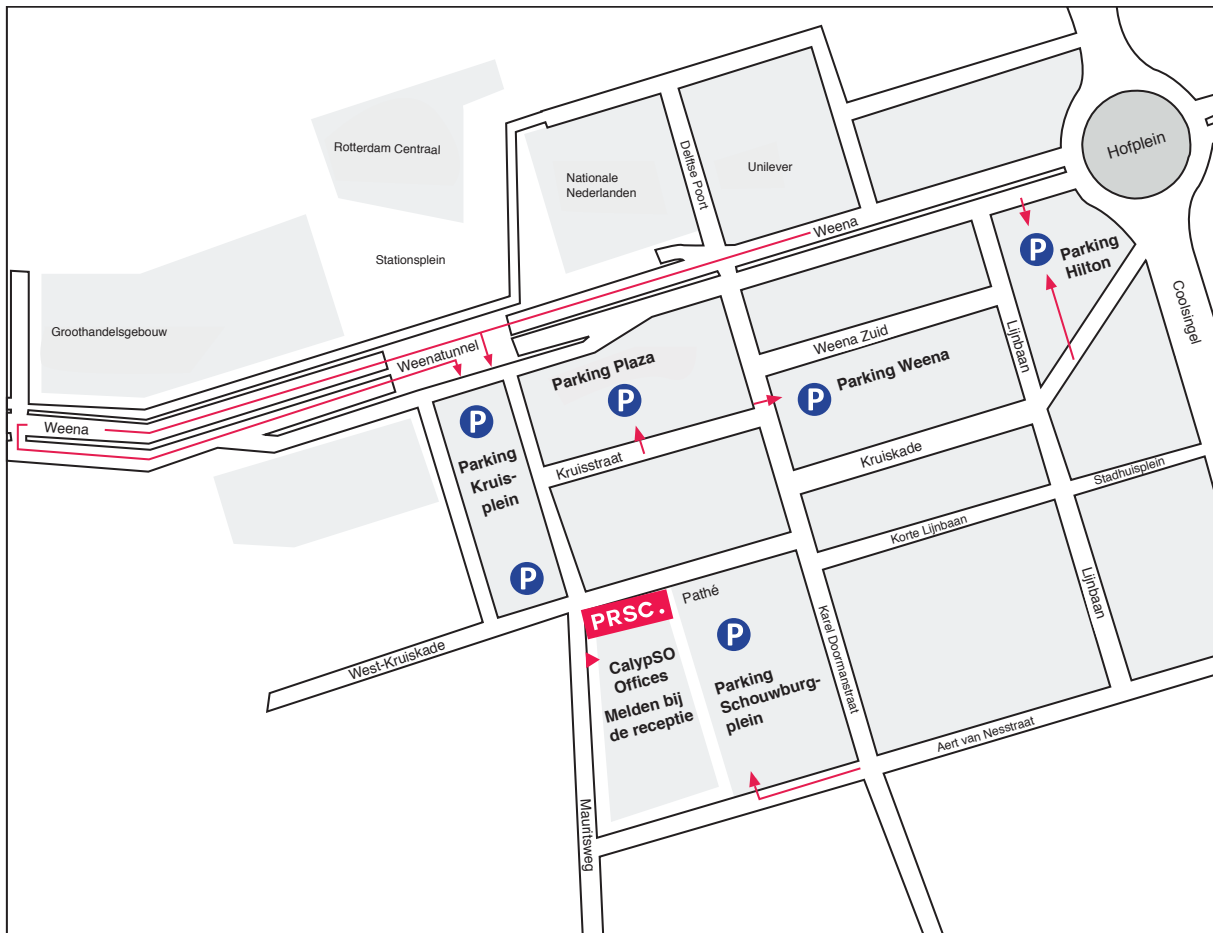 Hofplein
Rotterdam Centraal
Delftse Poort
Unilever
Nationale
Nederlanden
Weena
Stationsplein
Parking
Hilton
Coolsingel
Groothandelsgebouw
Weenatunnel
Weena Zuid
Lijnbaan
Parking Plaza
P
Parking Weena
P
P
P
Weena
Parking
Kruis-
plein
P
Kruisstraat
Kruiskade
Stadhuisplein
Korte Lijnbaan
Lijnbaan
PRSC.
Pathé
P
Karel Doormanstraat
West-Kruiskade
CalypSO
Offices
Melden bij
de receptie
Parking
Schouwburg-
plein
Aert van Nesstraat
Mauritsweg